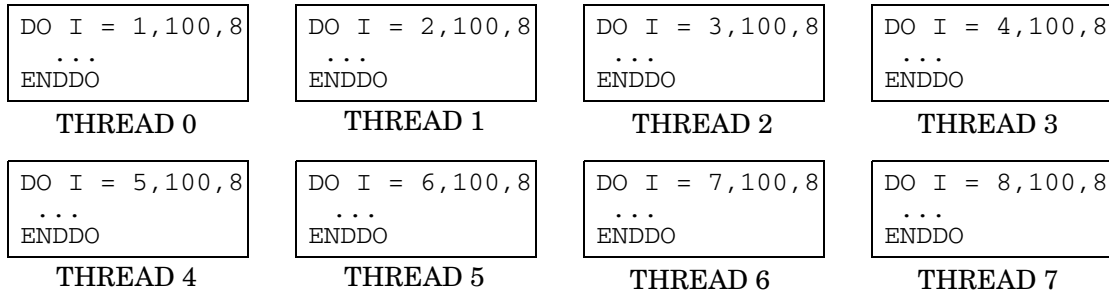 DO I = 1,100,8
...
ENDDO
THREAD 0
DO I = 2,100,8
...
ENDDO
THREAD 1
DO I = 3,100,8
...
ENDDO
THREAD 2
DO I = 4,100,8
...
ENDDO
THREAD 3
DO I = 5,100,8
...
ENDDO
THREAD 4
DO I = 6,100,8
...
ENDDO
THREAD 5
DO I = 7,100,8
...
ENDDO
THREAD 6
DO I = 8,100,8
...
ENDDO
THREAD 7